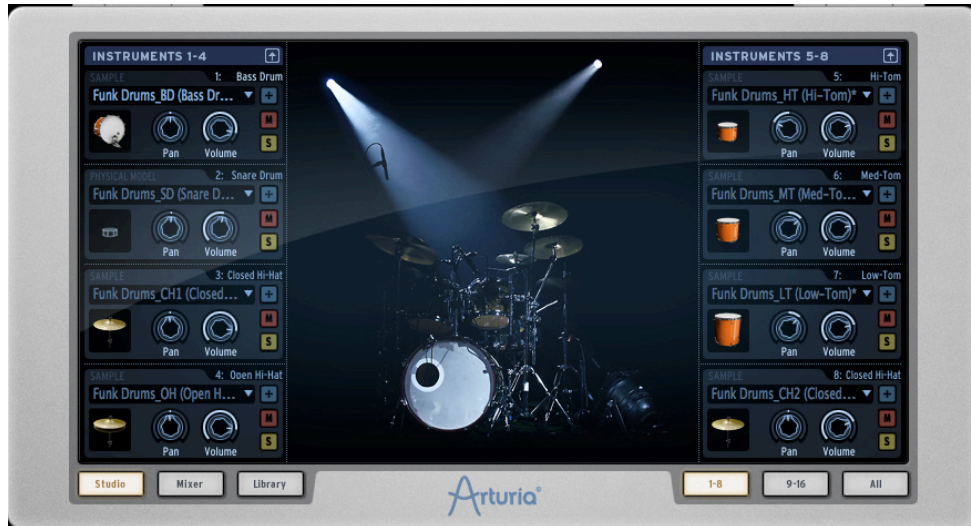 INSTRUMENTS 1-4
SAMPLE 1: Bass Drum
Funk Drums_BD (Bass Dr...
M
S
Pan Volume
PHYSICAL MODEL 2: Snare Drum
Funk Drums_SD (Snare D...
M
S
Pan Volume
SAMPLE 3: Closed Hi-Hat
Funk Drums_CH1 (Closed...
M
S
Pan Volume
SAMPLE 4: Open Hi-Hat
Funk Drums_OH (Open H...
M
S
Pan Volume
INSTRUMENTS 5-8
SAMPLE 5: Hi-Tom
Funk Drums_HT (Hi-Tom)*
M
S
Pan Volume
SAMPLE 6: Med-Tom
Funk Drums_MT (Med-To...
M
S
Pan Volume
SAMPLE 7: Low-Tom
Funk Drums_LT (Low-Tom)*
M
S
Pan Volume
SAMPLE 8: Closed Hi-Hat
Funk Drums_CH2 (Closed...
M
S
Pan Volume
Studio Mixer Library
Arturia®
1-8 9-16 All